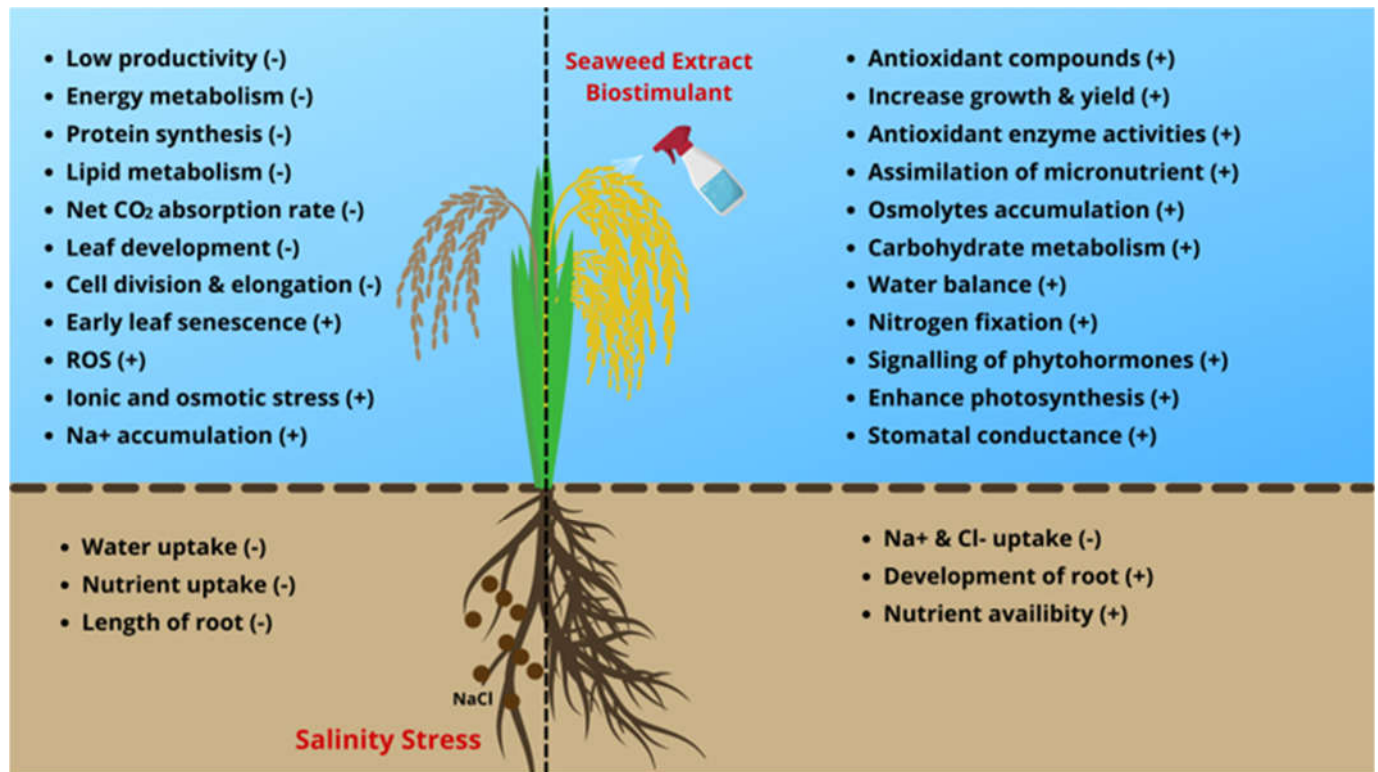 • Low productivity (-)
• Energy metabolism (-)
• Protein synthesis (-)
• Lipid metabolism (-)
• Net CO₂ absorption rate (-)
• Leaf development (-)
• Cell division & elongation (-)
• Early leaf senescence (+)
• ROS (+)
• Ionic and osmotic stress (+)
• Na+ accumulation (+)
Seaweed Extract
Biostimulant
• Antioxidant compounds (+)
• Increase growth & yield (+)
• Antioxidant enzyme activities (+)
• Assimilation of micronutrient (+)
• Osmolytes accumulation (+)
• Carbohydrate metabolism (+)
• Water balance (+)
• Nitrogen fixation (+)
• Signalling of phytohormones (+)
• Enhance photosynthesis (+)
• Stomatal conductance (+)
• Water uptake (-)
• Nutrient uptake (-)
• Length of root (-)
NaCl
Salinity Stress
• Na+ & Cl- uptake (-)
• Development of root (+)
• Nutrient availibity (+)